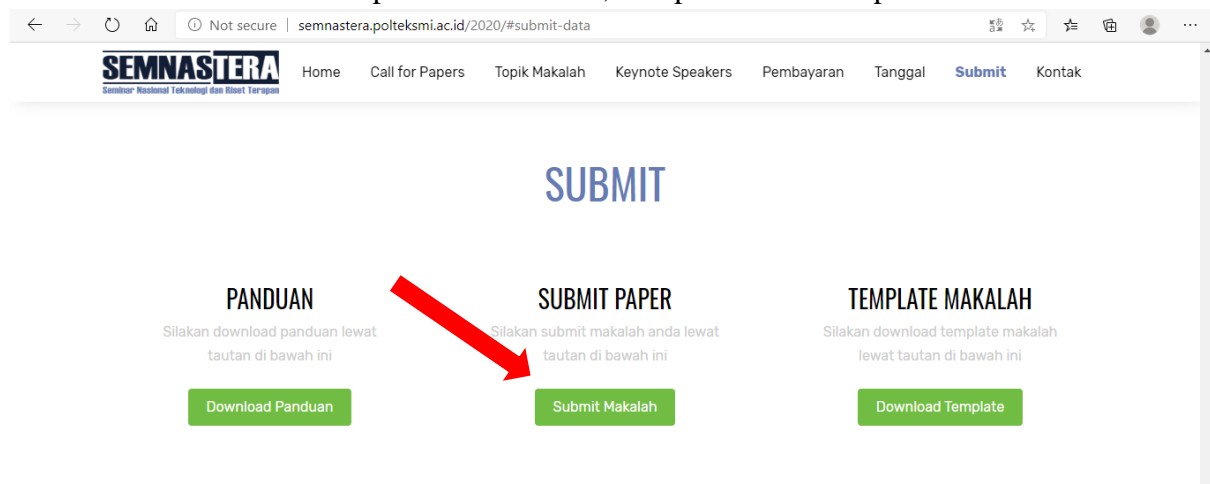 Not secure | semnastera.polteksmi.ac.id/2020/#submit-data
SEMNASTERA
Seminar Nasional Teknologi dan Riset Terapan
Home Call for Papers Topik Makalah Keynote Speakers Pembayaran Tanggal Submit Kontak
SUBMIT
PANDUAN
Silakan download panduan lewat
tautan di bawah ini
Download Panduan
SUBMIT PAPER
Silakan submit makalah anda lewat
tautan di bawah ini
Submit Makalah
TEMPLATE MAKALAH
Silakan download template makalah
lewat tautan di bawah ini
Download Template